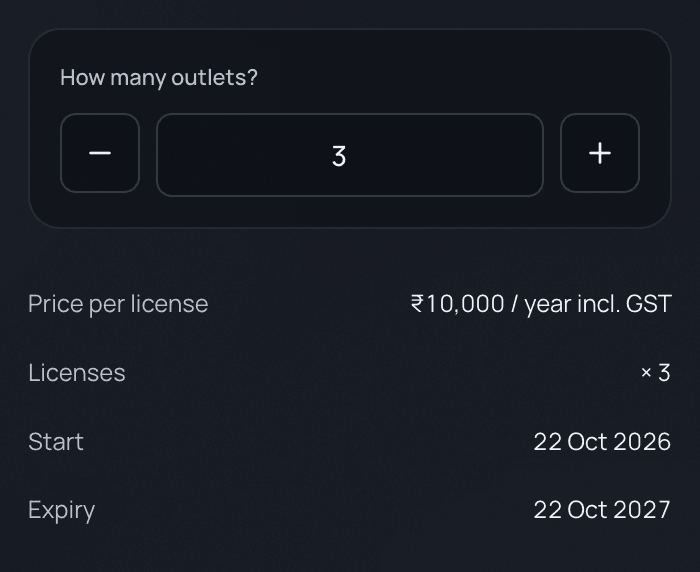 How many outlets?
− 3 +
Price per license ₹10,000 / year incl. GST
Licenses × 3
Start 22 Oct 2026
Expiry 22 Oct 2027